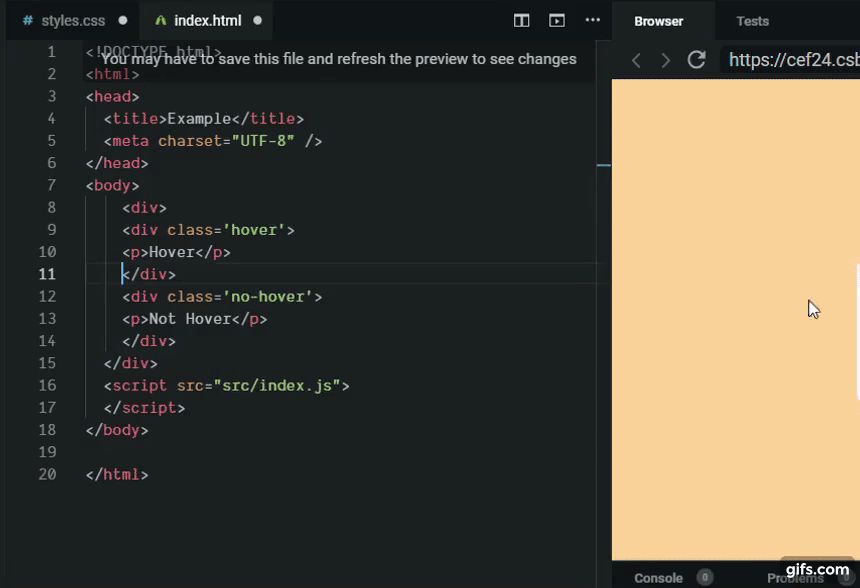 # styles.css ● index.html ●
Browser Tests
https://cef24.csb
You may have to save this file and refresh the preview to see changes
1 <!DOCTYPE html>
2 <html>
3 <head>
4 <title>Example</title>
5 <meta charset="UTF-8" />
6 </head>
7 <body>
8 <div>
9 <div class='hover'>
10 <p>Hover</p>
11 </div>
12 <div class='no-hover'>
13 <p>Not Hover</p>
14 </div>
15 </div>
16 <script src="src/index.js">
17 </script>
18 </body>
19
20 </html>
Console 0 Problems
gifs.com